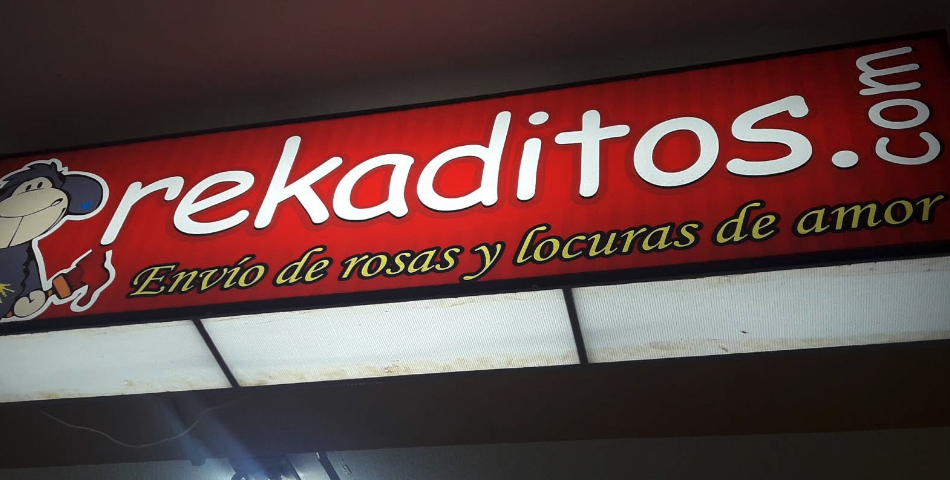 rekaditos.com
Envío de rosas y locuras de amor